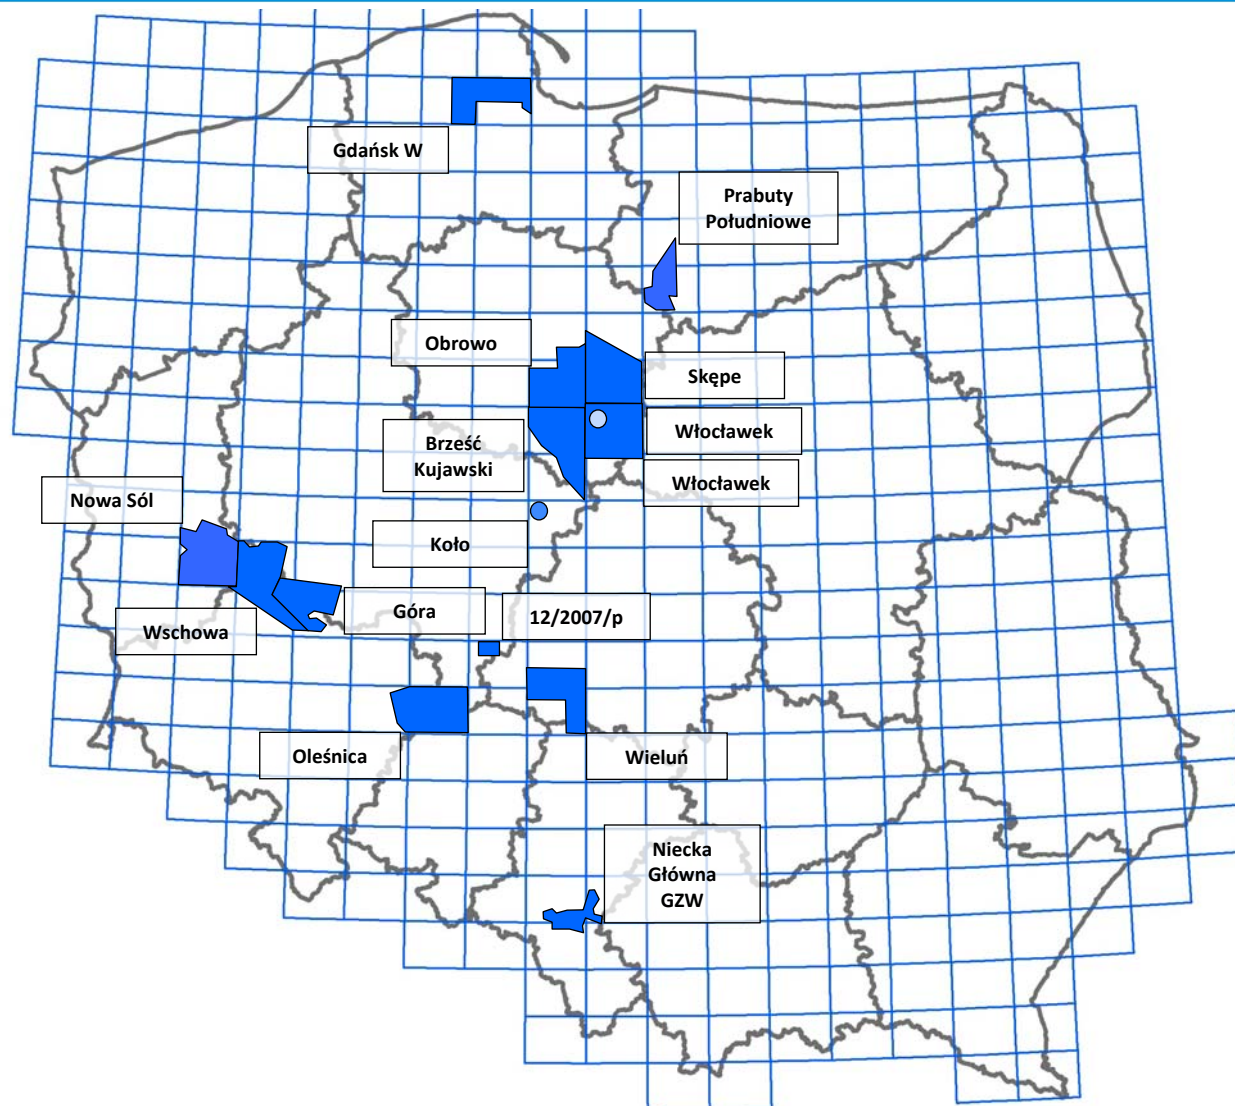 Gdańsk W
Prabuty
Południowe
Obrowo
Skępe
Włocławek
Brześć
Kujawski
Włocławek
Nowa Sól
Koło
Góra
12/2007/p
Wschowa
Oleśnica
Wieluń
Niecka
Główna
GZW